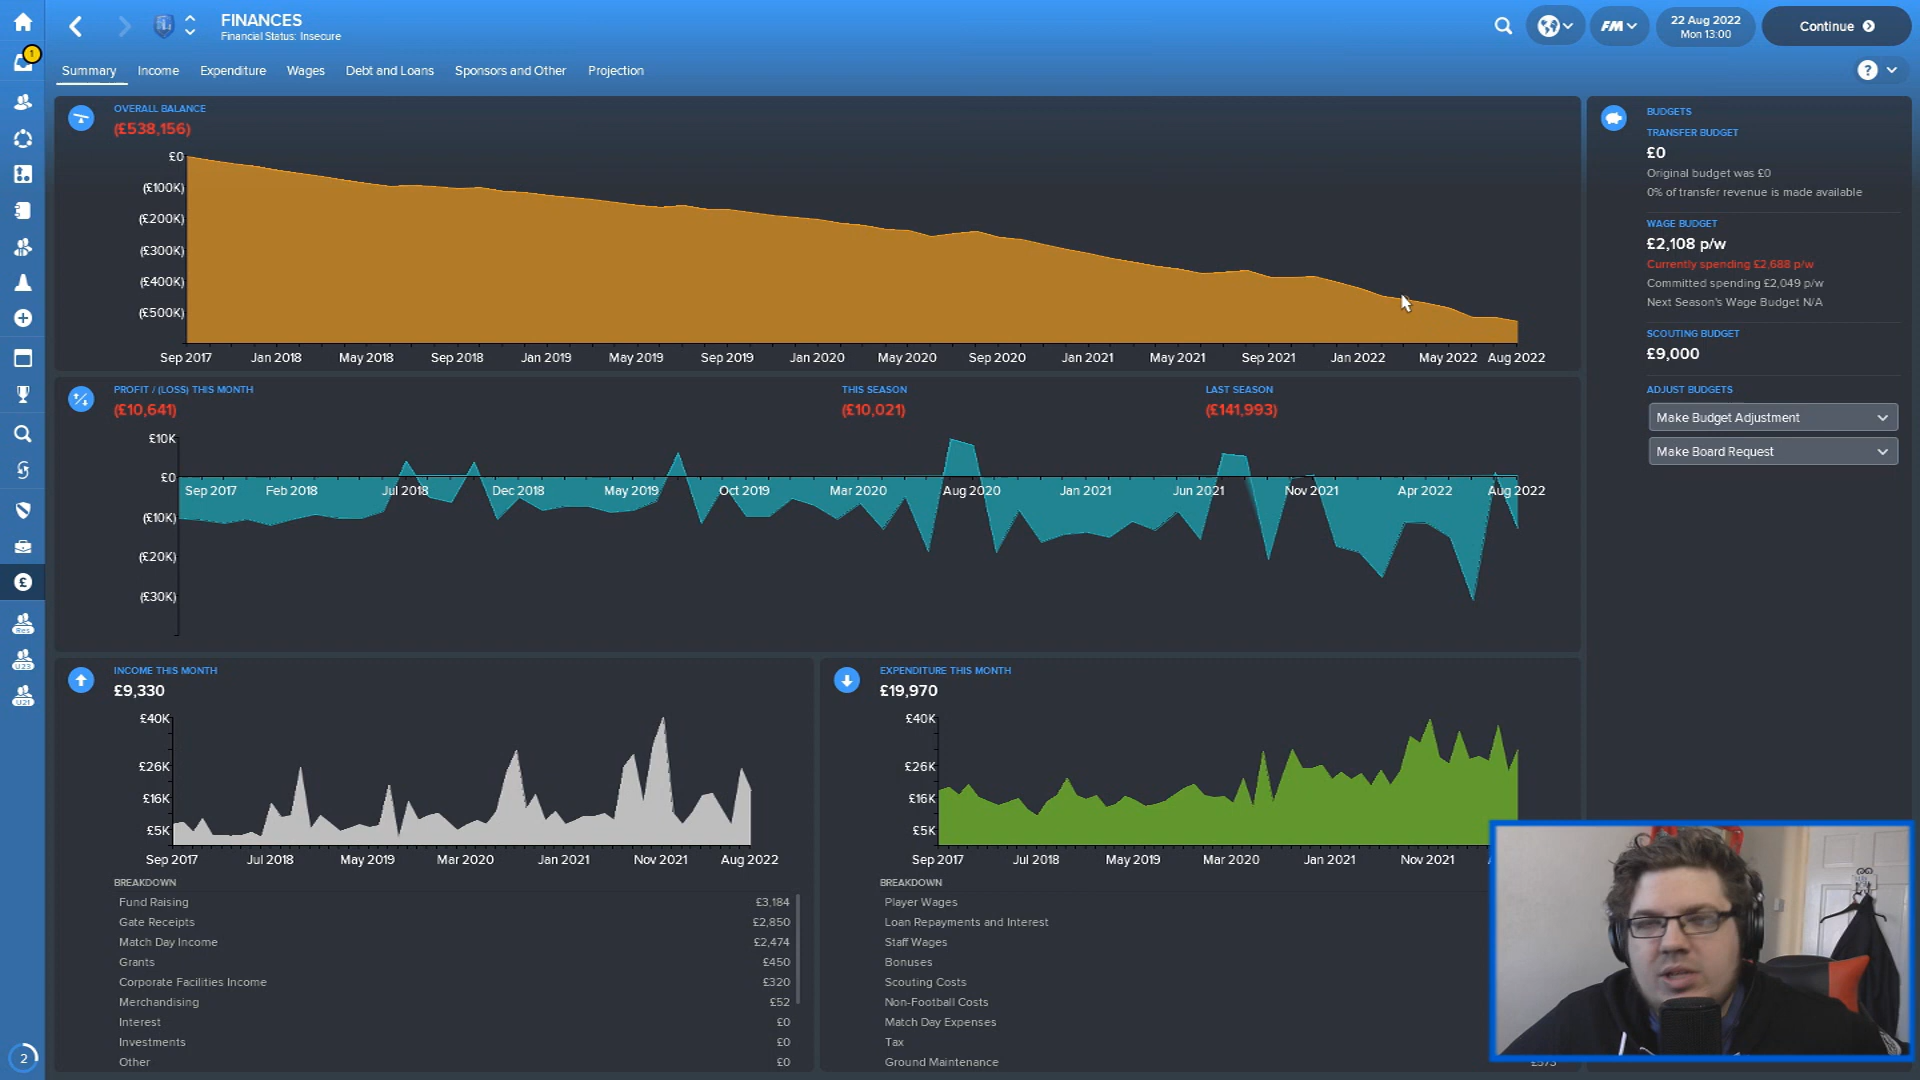 1
FINANCES
Financial Status: Insecure
FM
22 Aug 2022
Mon 13:00
Continue
Summary
Income
Expenditure
Wages
Debt and Loans
Sponsors and Other
Projection
?
OVERALL BALANCE
(£538,156)
£0
(£100K)
(£200K)
(£300K)
(£400K)
(£500K)
Sep 2017
Jan 2018
May 2018
Sep 2018
Jan 2019
May 2019
Sep 2019
Jan 2020
May 2020
Sep 2020
Jan 2021
May 2021
Sep 2021
Jan 2022
May 2022
Aug 2022
PROFIT / (LOSS) THIS MONTH
(£10,641)
THIS SEASON
(£10,021)
LAST SEASON
(£141,993)
£10K
£0
(£10K)
(£20K)
(£30K)
Sep 2017
Feb 2018
Jul 2018
Dec 2018
May 2019
Oct 2019
Mar 2020
Aug 2020
Jan 2021
Jun 2021
Nov 2021
Apr 2022
Aug 2022
INCOME THIS MONTH
£9,330
£40K
£26K
£16K
£5K
Sep 2017
Jul 2018
May 2019
Mar 2020
Jan 2021
Nov 2021
Aug 2022
BREAKDOWN
Fund Raising £3,184
Gate Receipts £2,850
Match Day Income £2,474
Grants £450
Corporate Facilities Income £320
Merchandising £52
Interest £0
Investments £0
Other £0
EXPENDITURE THIS MONTH
£19,970
£40K
£26K
£16K
£5K
Sep 2017
Jul 2018
May 2019
Mar 2020
Jan 2021
Nov 2021
BREAKDOWN
Player Wages
Loan Repayments and Interest
Staff Wages
Bonuses
Scouting Costs
Non-Football Costs
Match Day Expenses
Tax
Ground Maintenance
BUDGETS
TRANSFER BUDGET
£0
Original budget was £0
0% of transfer revenue is made available
WAGE BUDGET
£2,108 p/w
Currently spending £2,688 p/w
Committed spending £2,049 p/w
Next Season's Wage Budget N/A
SCOUTING BUDGET
£9,000
ADJUST BUDGETS
Make Budget Adjustment
Make Board Request
£
Res
U23
U21
2